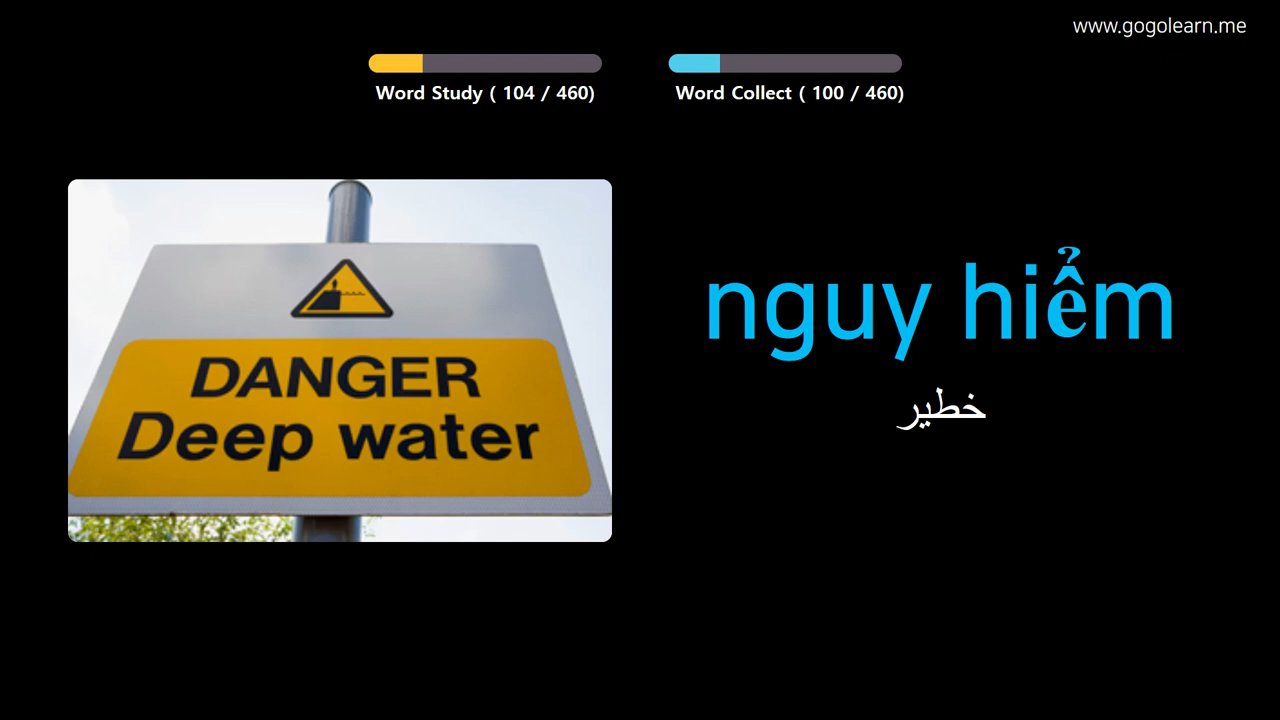 www.gogolearn.me
Word Study ( 104 / 460)
Word Collect ( 100 / 460)
DANGER
Deep water
nguy hiểm
خطير